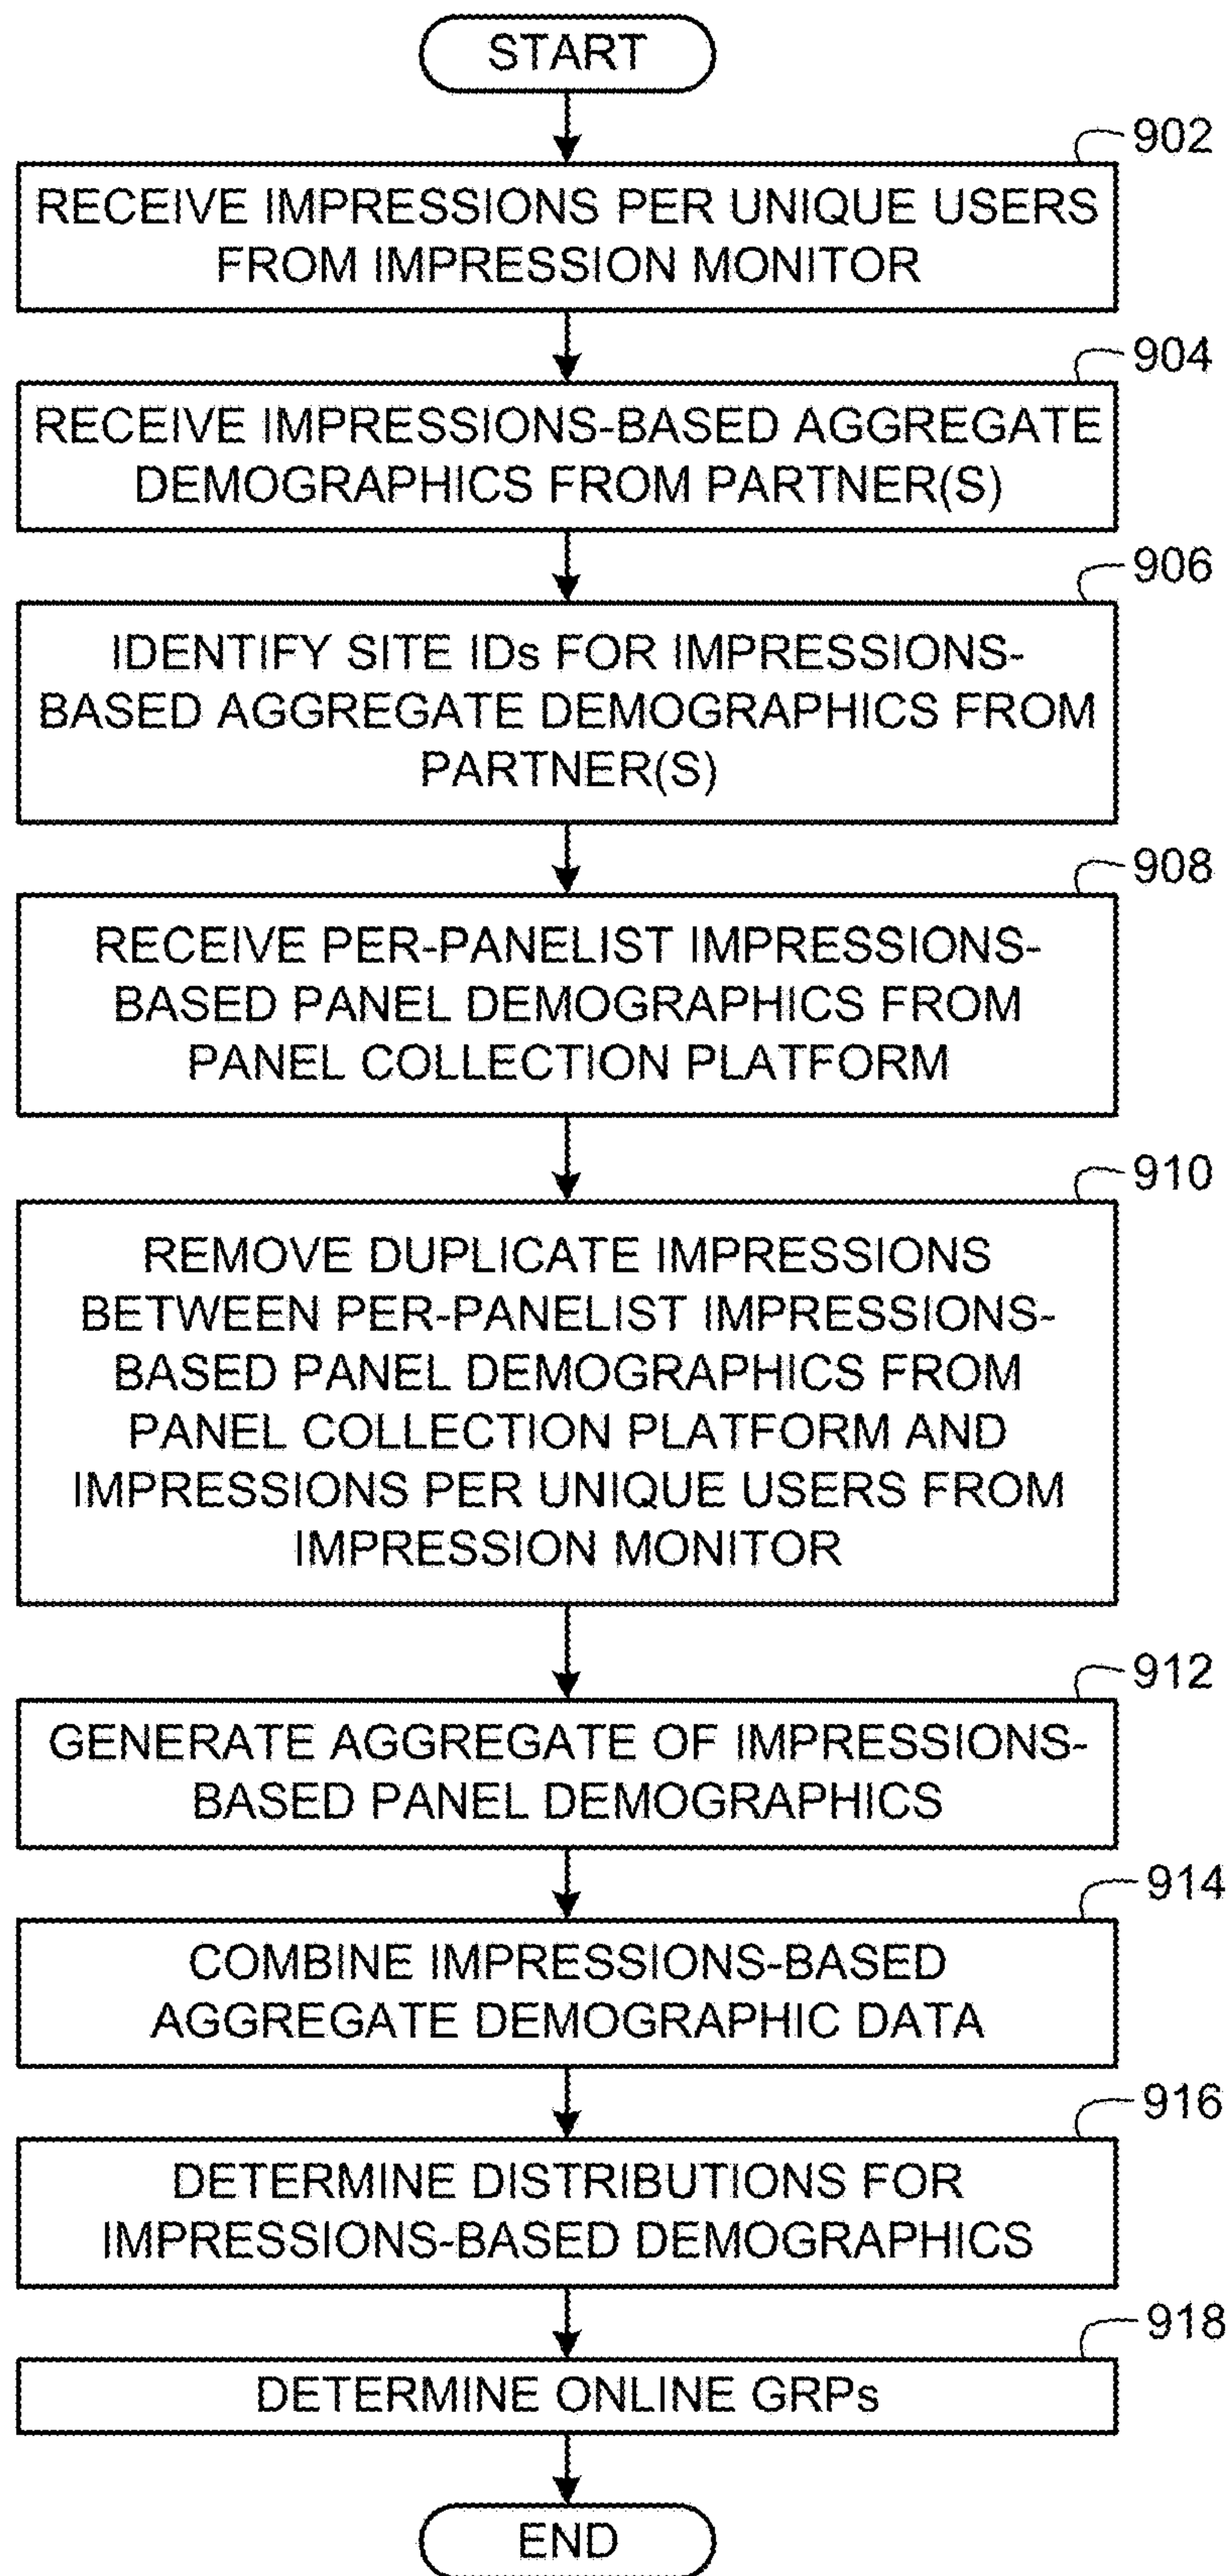 START
902
RECEIVE IMPRESSIONS PER UNIQUE USERS
FROM IMPRESSION MONITOR
904
RECEIVE IMPRESSIONS-BASED AGGREGATE
DEMOGRAPHICS FROM PARTNER(S)
906
IDENTIFY SITE IDs FOR IMPRESSIONS-
BASED AGGREGATE DEMOGRAPHICS FROM
PARTNER(S)
908
RECEIVE PER-PANELIST IMPRESSIONS-
BASED PANEL DEMOGRAPHICS FROM
PANEL COLLECTION PLATFORM
910
REMOVE DUPLICATE IMPRESSIONS
BETWEEN PER-PANELIST IMPRESSIONS-
BASED PANEL DEMOGRAPHICS FROM
PANEL COLLECTION PLATFORM AND
IMPRESSIONS PER UNIQUE USERS FROM
IMPRESSION MONITOR
912
GENERATE AGGREGATE OF IMPRESSIONS-
BASED PANEL DEMOGRAPHICS
914
COMBINE IMPRESSIONS-BASED
AGGREGATE DEMOGRAPHIC DATA
916
DETERMINE DISTRIBUTIONS FOR
IMPRESSIONS-BASED DEMOGRAPHICS
918
DETERMINE ONLINE GRPs
END